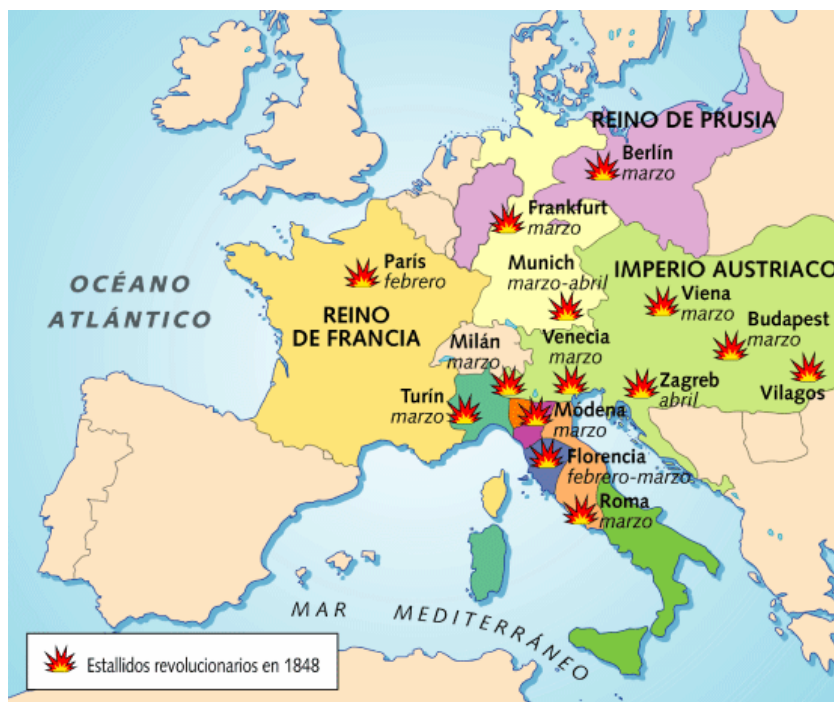 REINO DE PRUSIA
Berlín
marzo
Frankfurt
marzo
París
febrero
Munich
marzo-abril
IMPERIO AUSTRIACO
Viena
marzo
OCÉANO
ATLÁNTICO
REINO
DE FRANCIA
Budapest
marzo
Milán
marzo
Venecia
marzo
Zagreb
abril
Vilagos
Turín
marzo
Módena
marzo
Florencia
febrero-marzo
Roma
marzo
MAR MEDITERRÁNEO
Estallidos revolucionarios en 1848